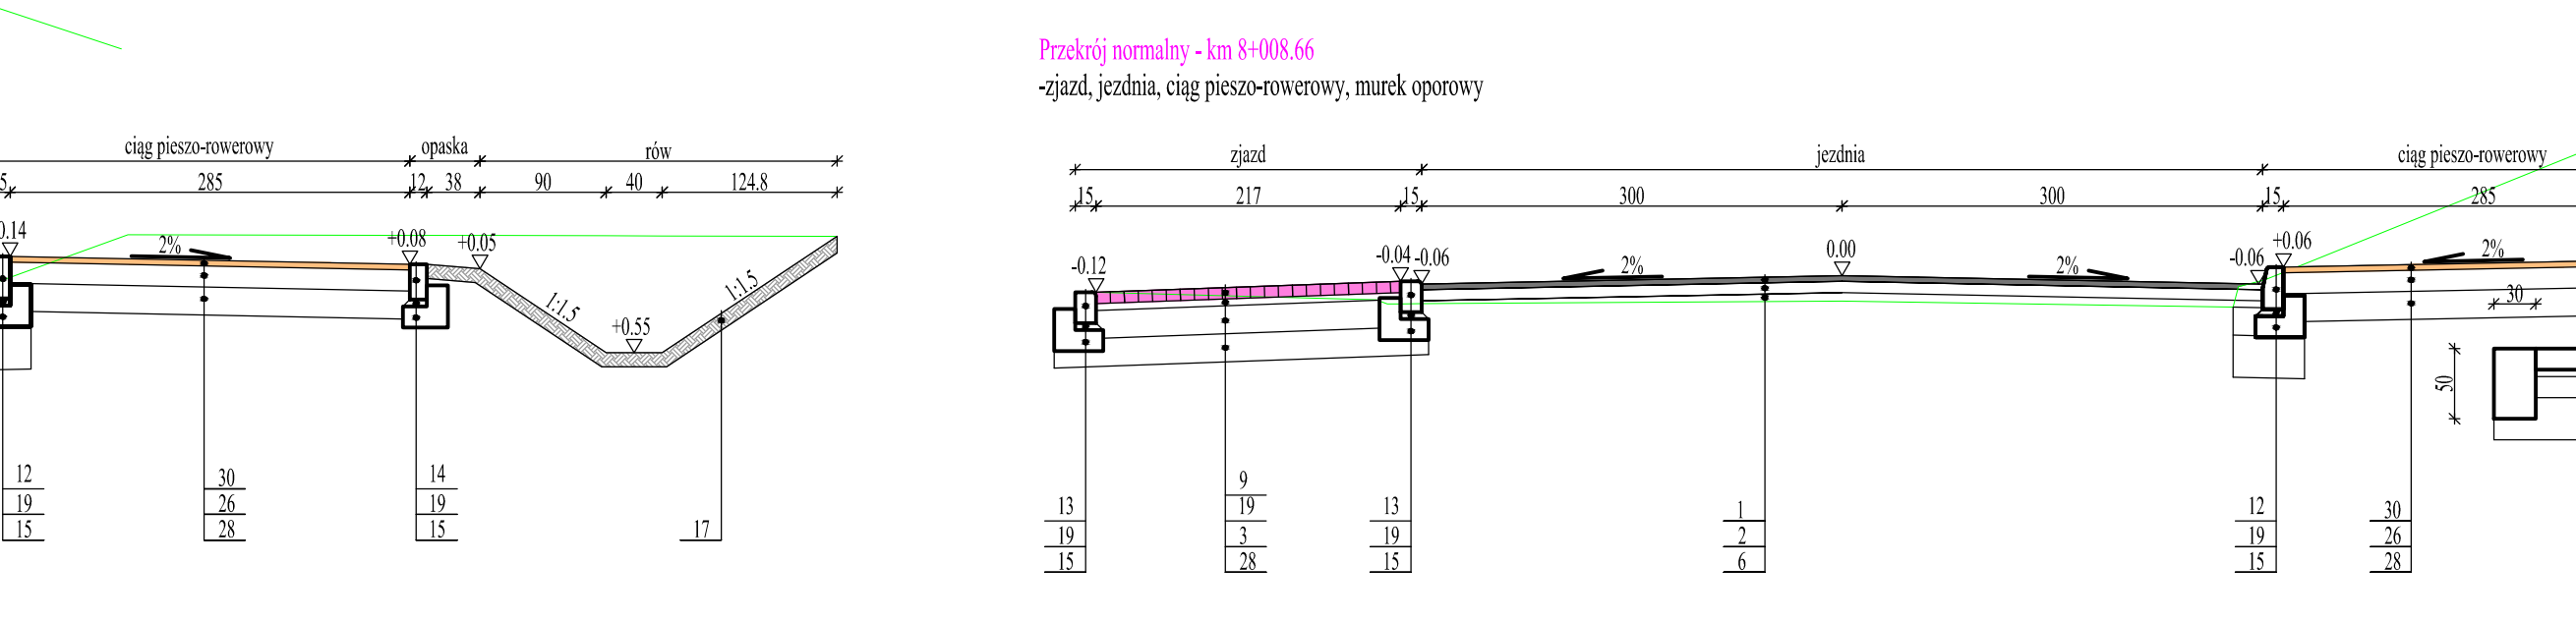 Przekrój normalny - km 8+008.66
-zjazd, jezdnia, ciąg pieszo-rowerowy, murek oporowy
ciąg pieszo-rowerowy opaska rów
5 285 12 38 90 40 124.8
0.14 2% +0.08 +0.05
1:1.5 +0.55 1:1.5
12 30 14
19 26 19
15 28 15 17
zjazd jezdnia ciąg pieszo-rowerowy
15 217 15 300 300 15 285
-0.12 -0.04 -0.06 2% 0.00 2% -0.06 +0.06 2%
30
50
13 9 13 1 12 30
19 19 19 2 19 26
15 3 15 6 15 28
28